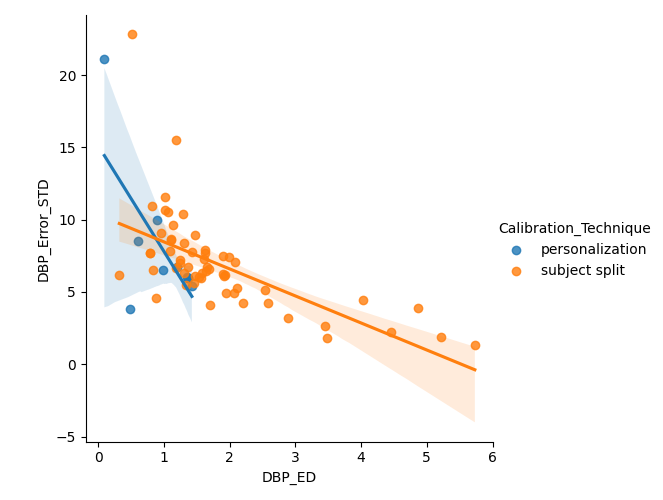 20
15
10
5
0
−5
DBP_Error_STD
0 1 2 3 4 5 6
DBP_ED
Calibration_Technique
personalization
subject split